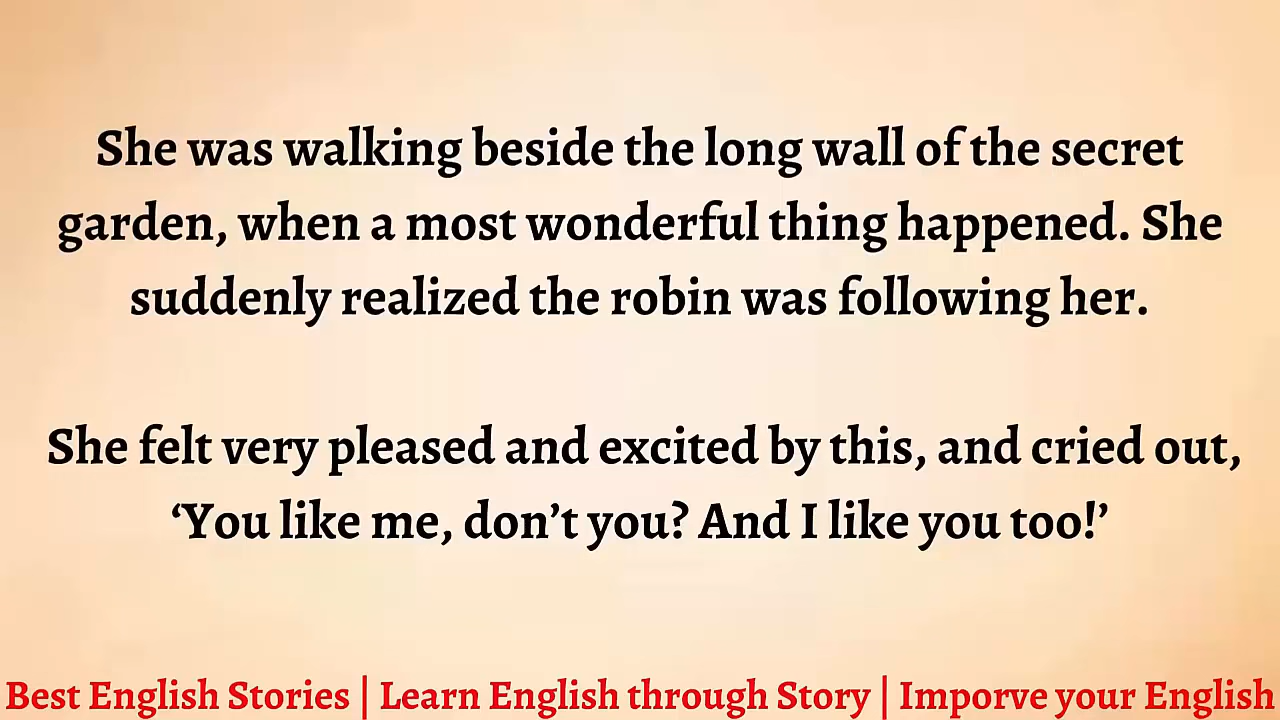 She was walking beside the long wall of the secret
garden, when a most wonderful thing happened. She
suddenly realized the robin was following her.
She felt very pleased and excited by this, and cried out,
‘You like me, don’t you? And I like you too!’
Best English Stories | Learn English through Story | Imporve your English